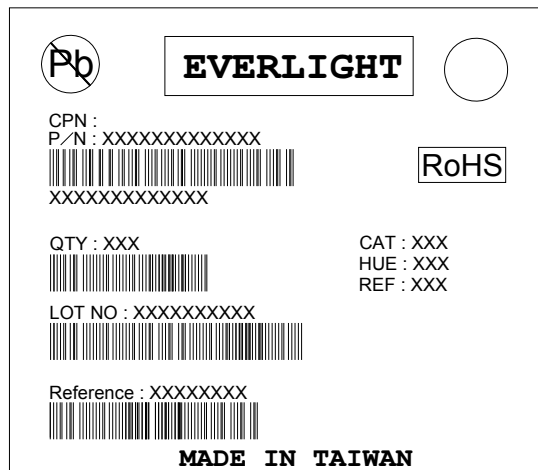 Pb
EVERLIGHT
CPN :
P/N : XXXXXXXXXXXXX
RoHS
XXXXXXXXXXXXX
QTY : XXX
CAT : XXX
HUE : XXX
REF : XXX
LOT NO : XXXXXXXXXX
Reference : XXXXXXXX
MADE IN TAIWAN